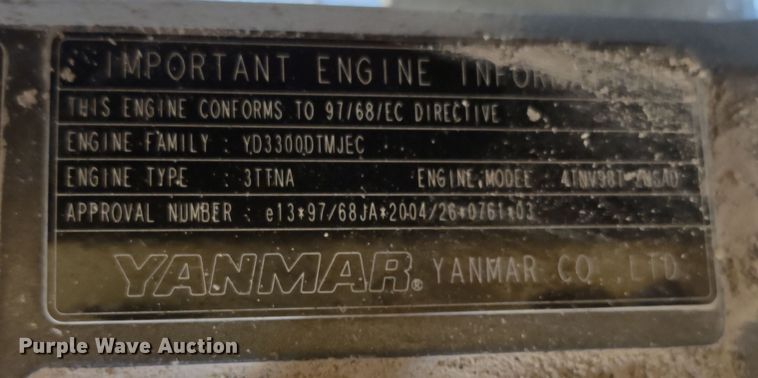 IMPORTANT ENGINE
THIS ENGINE CONFORMS TO 97/68/EC DIRECTIVE
ENGINE FAMILY : YD3300DTMJEC
ENGINE TYPE : 3TTNA ENGINE MODEL
APPROVAL NUMBER : e13*97/68JA*2004/26*0761*03
YANMAR® YANMAR CO. LTD.
Purple Wave Auction